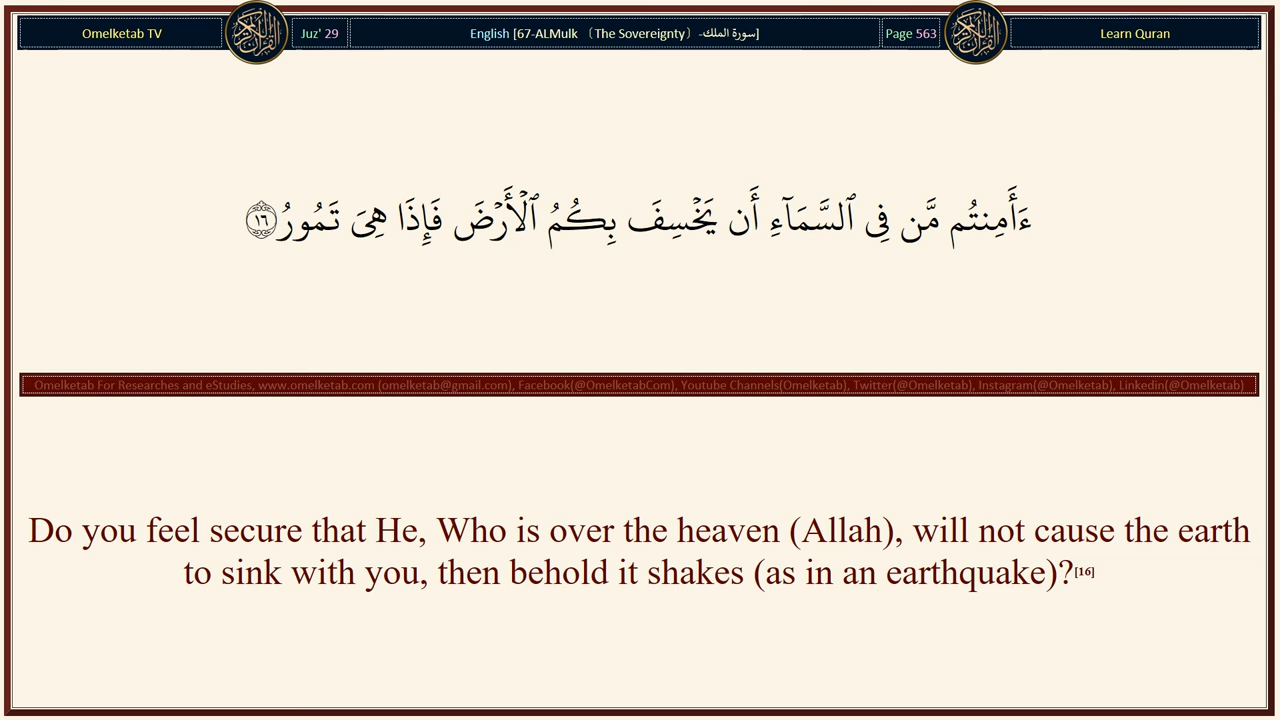 Omelketab TV
Juz' 29
English [67-ALMulk (The Sovereignty) -سورة الملك]
Page 563
Learn Quran
ءَأَمِنتُم مَّن فِى ٱلسَّمَآءِ أَن يَخْسِفَ بِكُمُ ٱلْأَرْضَ فَإِذَا هِىَ تَمُورُ ١٦
Omelketab For Researches and eStudies, www.omelketab.com (omelketab@gmail.com), Facebook(@OmelketabCom), Youtube Channels(Omelketab), Twitter(@Omelketab), Instagram(@Omelketab), Linkedin(@Omelketab)
Do you feel secure that He, Who is over the heaven (Allah), will not cause the earth
to sink with you, then behold it shakes (as in an earthquake)?[16]